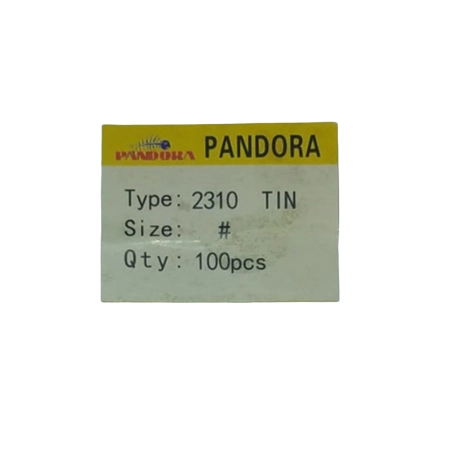 PANDORA PANDORA
Type: 2310 TIN
Size: #
Qty: 100pcs